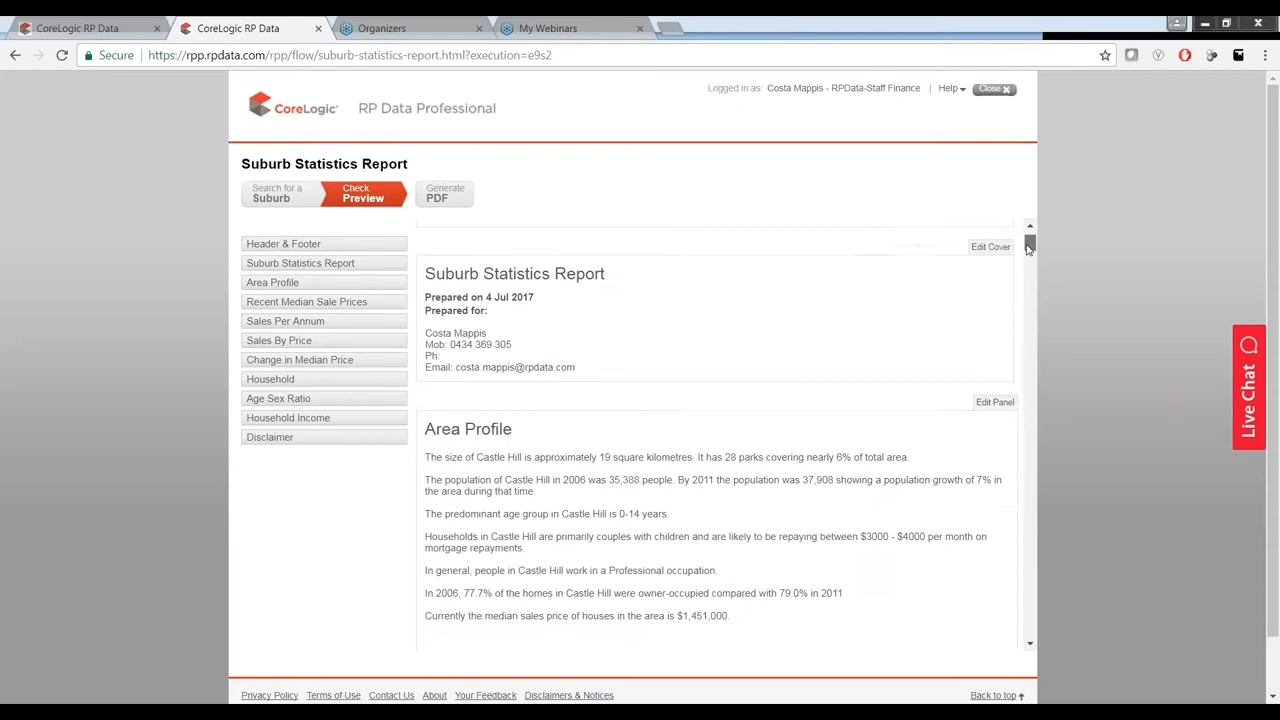 CoreLogic RP Data
CoreLogic RP Data
Organizers
My Webinars
Secure https://rpp.rpdata.com/rpp/flow/suburb-statistics-report.html?execution=e9s2
Logged in as: Costa Mappis - RPData-Staff Finance | Help Close
CoreLogic RP Data Professional
Suburb Statistics Report
Search for a
Suburb
Check
Preview
Generate
PDF
Header & Footer
Suburb Statistics Report
Area Profile
Recent Median Sale Prices
Sales Per Annum
Sales By Price
Change in Median Price
Household
Age Sex Ratio
Household Income
Disclaimer
Edit Cover
Suburb Statistics Report
Prepared on 4 Jul 2017
Prepared for:
Costa Mappis
Mob: 0434 369 305
Ph:
Email: costa.mappis@rpdata.com
Edit Panel
Area Profile
The size of Castle Hill is approximately 19 square kilometres. It has 28 parks covering nearly 6% of total area.
The population of Castle Hill in 2006 was 35,388 people. By 2011 the population was 37,908 showing a population growth of 7% in
the area during that time.
The predominant age group in Castle Hill is 0-14 years.
Households in Castle Hill are primarily couples with children and are likely to be repaying between $3000 - $4000 per month on
mortgage repayments.
In general, people in Castle Hill work in a Professional occupation.
In 2006, 77.7% of the homes in Castle Hill were owner-occupied compared with 79.0% in 2011
Currently the median sales price of houses in the area is $1,451,000.
Live Chat
Privacy Policy Terms of Use Contact Us About Your Feedback Disclaimers & Notices Back to top